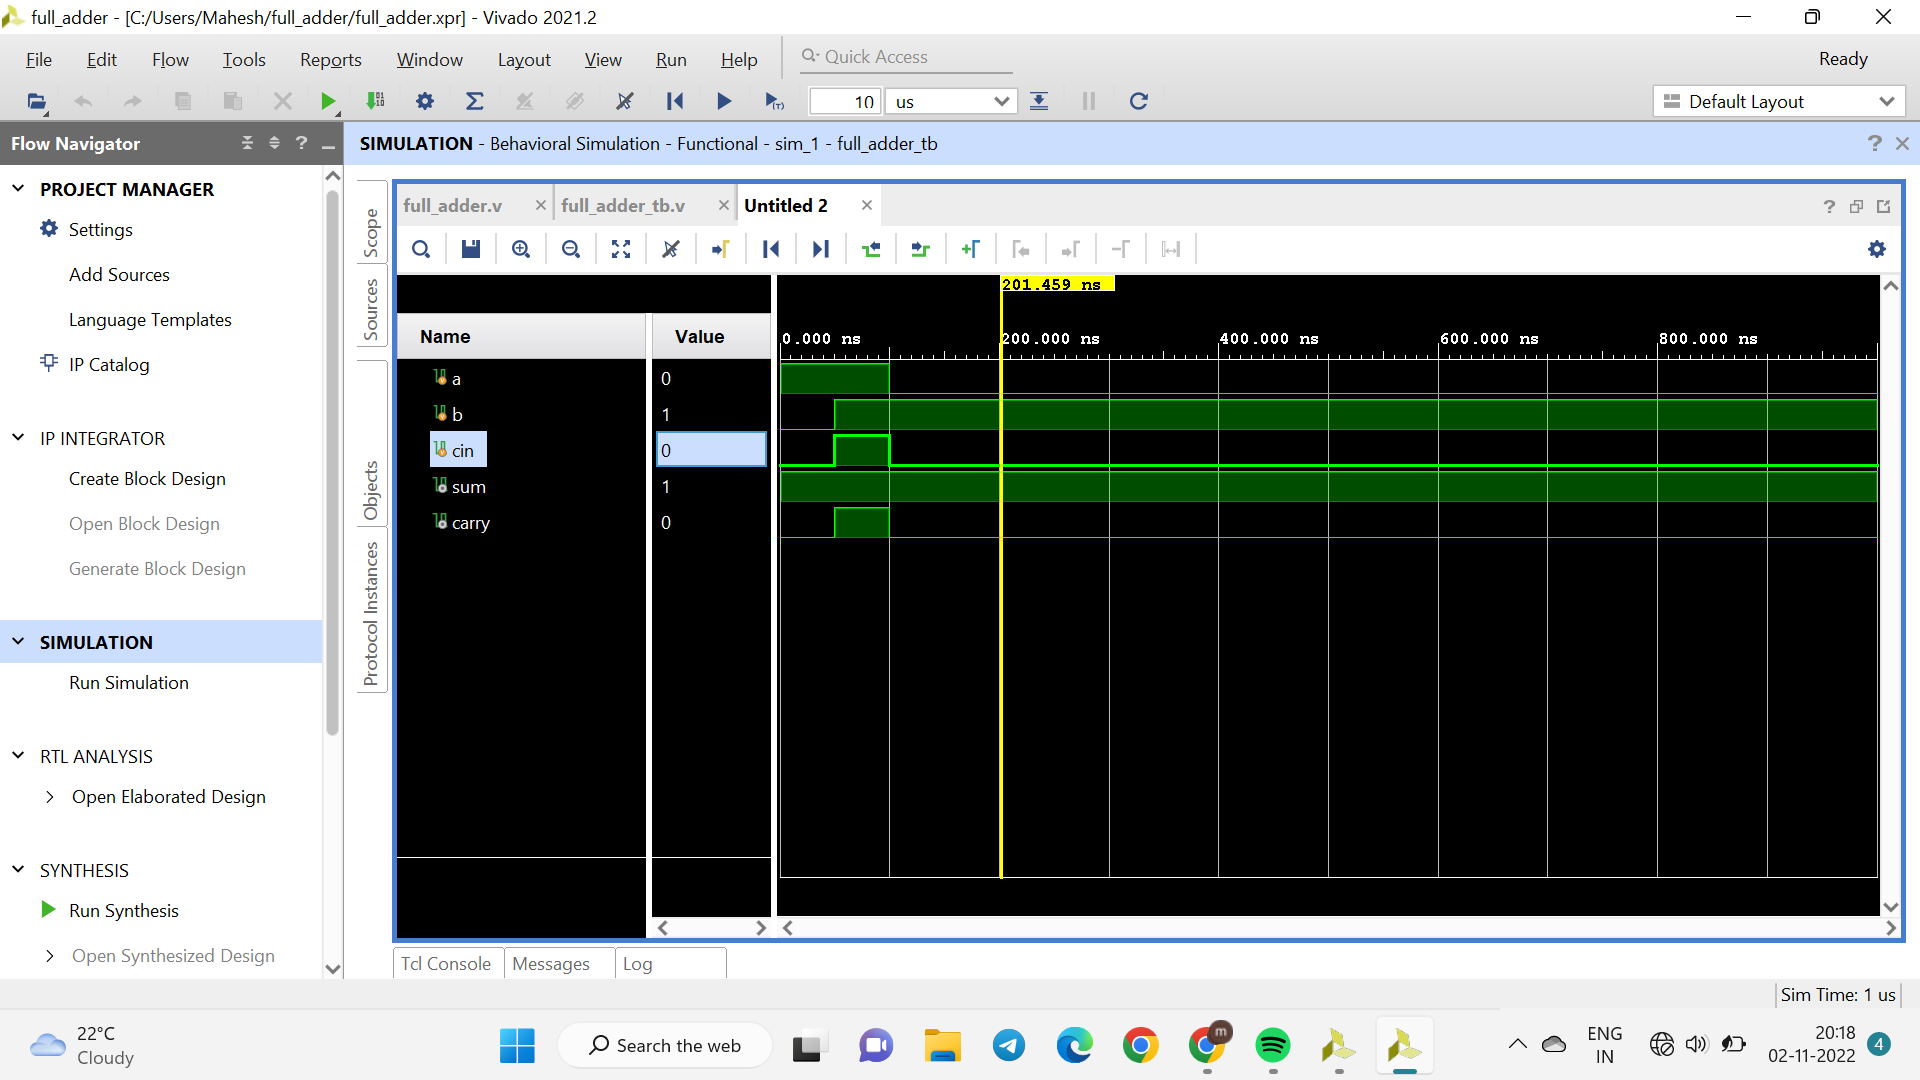 full_adder - [C:/Users/Mahesh/full_adder/full_adder.xpr] - Vivado 2021.2
File Edit Flow Tools Reports Window Layout View Run Help Quick Access Ready
10 us Default Layout
Flow Navigator
SIMULATION - Behavioral Simulation - Functional - sim_1 - full_adder_tb
PROJECT MANAGER
Settings
Add Sources
Language Templates
IP Catalog
IP INTEGRATOR
Create Block Design
Open Block Design
Generate Block Design
SIMULATION
Run Simulation
RTL ANALYSIS
Open Elaborated Design
SYNTHESIS
Run Synthesis
Open Synthesized Design
Scope
Sources
Objects
Protocol Instances
full_adder.v full_adder_tb.v Untitled 2
201.459 ns
Name Value
0.000 ns 200.000 ns 400.000 ns 600.000 ns 800.000 ns
a 0
b 1
cin 0
sum 1
carry 0
Tcl Console Messages Log
Sim Time: 1 us
22°C
Cloudy
Search the web
m
ENG
IN
20:18
02-11-2022
4